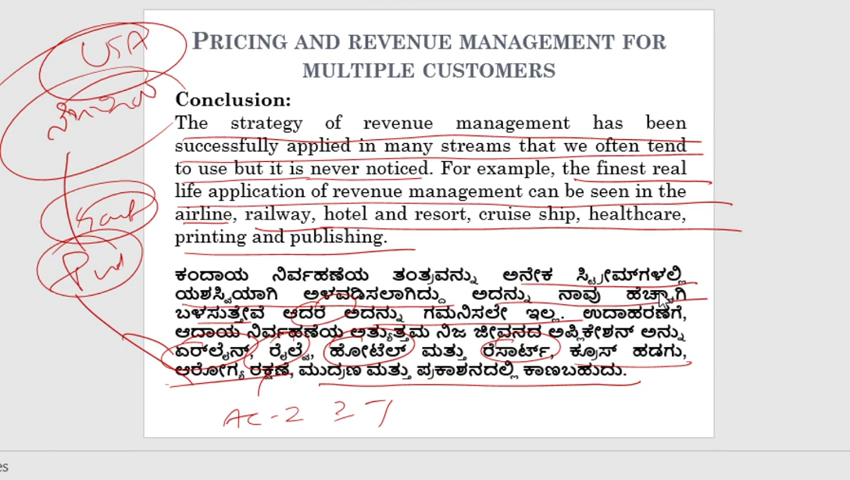 PRICING AND REVENUE MANAGEMENT FOR
MULTIPLE CUSTOMERS
Conclusion:
The strategy of revenue management has been
successfully applied in many streams that we often tend
to use but it is never noticed. For example, the finest real
life application of revenue management can be seen in the
airline, railway, hotel and resort, cruise ship, healthcare,
printing and publishing.
ಕಂದಾಯ ನಿರ್ವಹಣೆಯ ತಂತ್ರವನ್ನು ಅನೇಕ ಸ್ಟ್ರೀಮ್‌ಗಳಲ್ಲಿ
ಯಶಸ್ವಿಯಾಗಿ ಅಳವಡಿಸಲಾಗಿದ್ದು ಅದನ್ನು ನಾವು ಹೆಚ್ಚಾಗಿ
ಬಳಸುತ್ತೇವೆ ಆದರೆ ಅದನ್ನು ಗಮನಿಸಲೇ ಇಲ್ಲ. ಉದಾಹರಣೆಗೆ,
ಆದಾಯ ನಿರ್ವಹಣೆಯ ಅತ್ಯುತ್ತಮ ನಿಜ ಜೀವನದ ಅಪ್ಲಿಕೇಶನ್ ಅನ್ನು
ಏರ್‌ಲೈನ್, ರೈಲ್ವೆ, ಹೋಟೆಲ್ ಮತ್ತು ರೆಸಾರ್ಟ್, ಕ್ರೂಸ್ ಹಡಗು,
ಆರೋಗ್ಯ ರಕ್ಷಣೆ, ಮುದ್ರಣ ಮತ್ತು ಪ್ರಕಾಶನದಲ್ಲಿ ಕಾಣಬಹುದು.
USA
AC-2
es